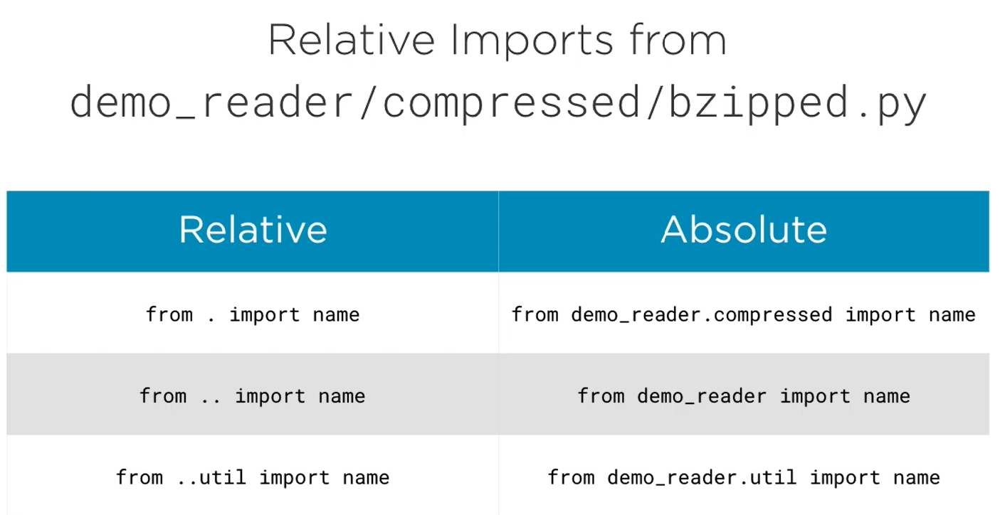 Relative Imports from
demo_reader/compressed/bzipped.py
Relative Absolute
from . import name from demo_reader.compressed import name
from .. import name from demo_reader import name
from ..util import name from demo_reader.util import name